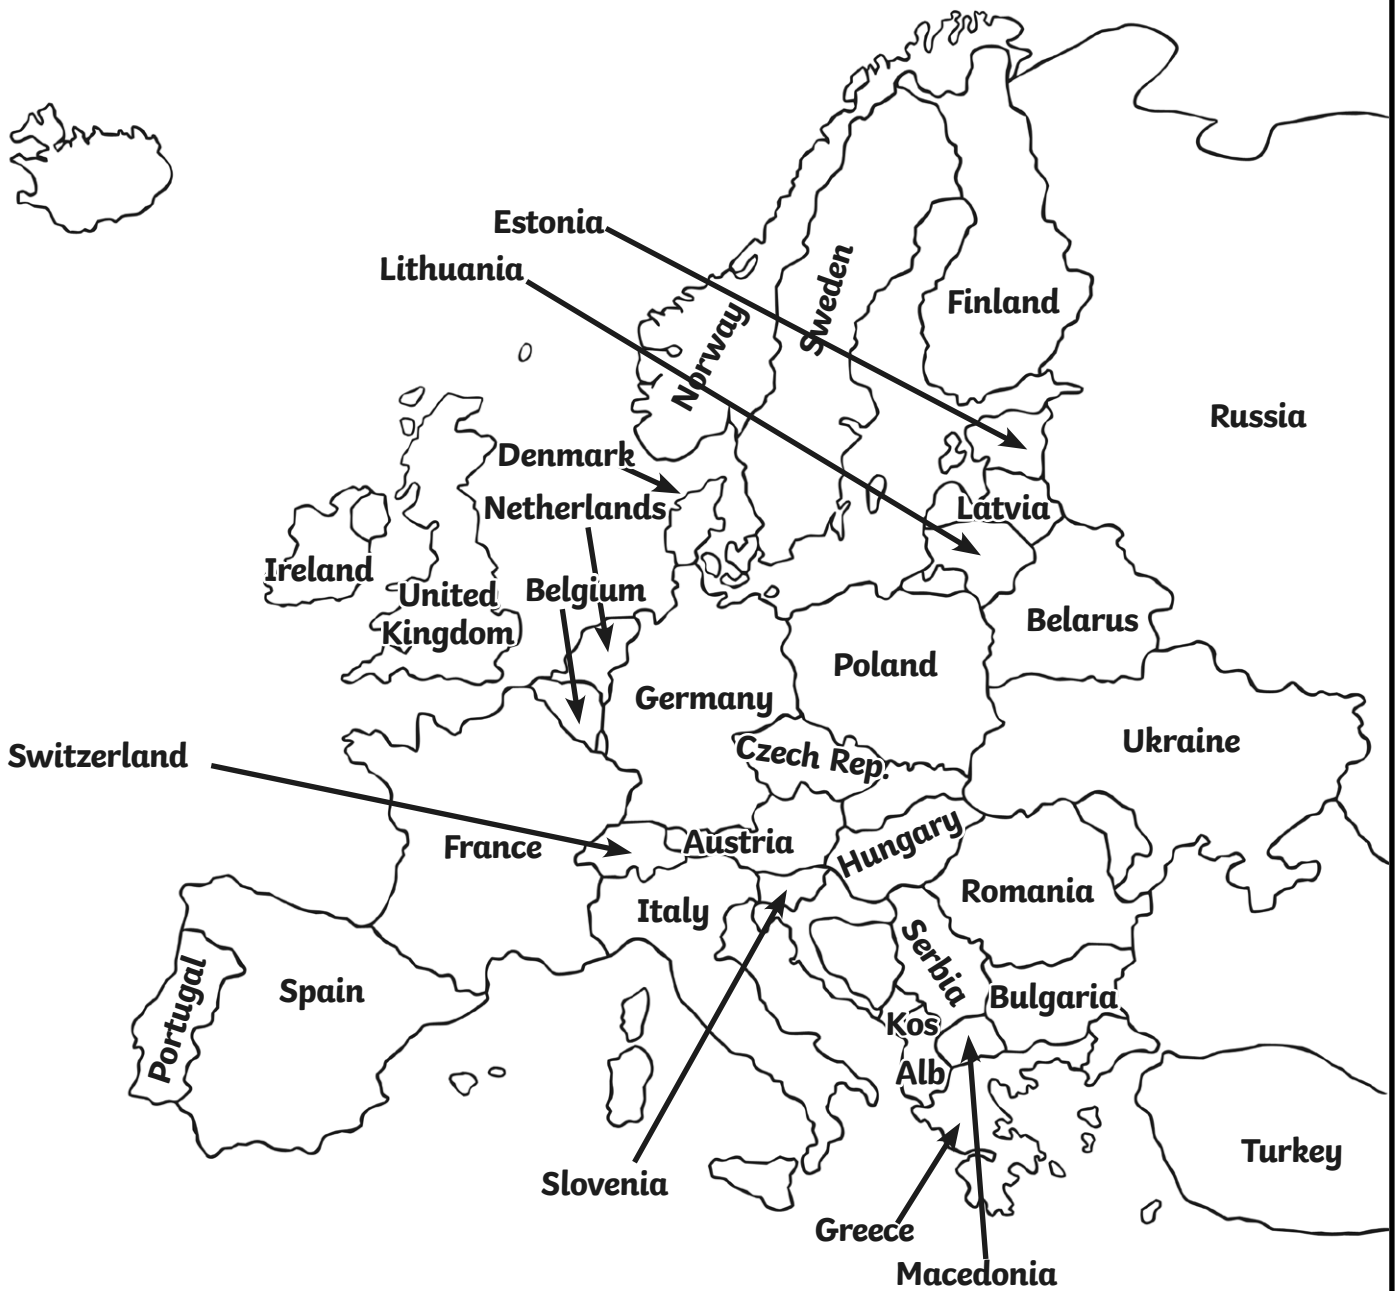 Estonia
Lithuania
Sweden
Finland
Norway
Russia
Denmark
Netherlands
Latvia
Ireland
Belgium
United
Kingdom
Belarus
Poland
Germany
Ukraine
Czech Rep.
Switzerland
France
Austria
Hungary
Romania
Italy
Serbia
Spain
Portugal
Bulgaria
Kos
Alb
Turkey
Slovenia
Greece
Macedonia